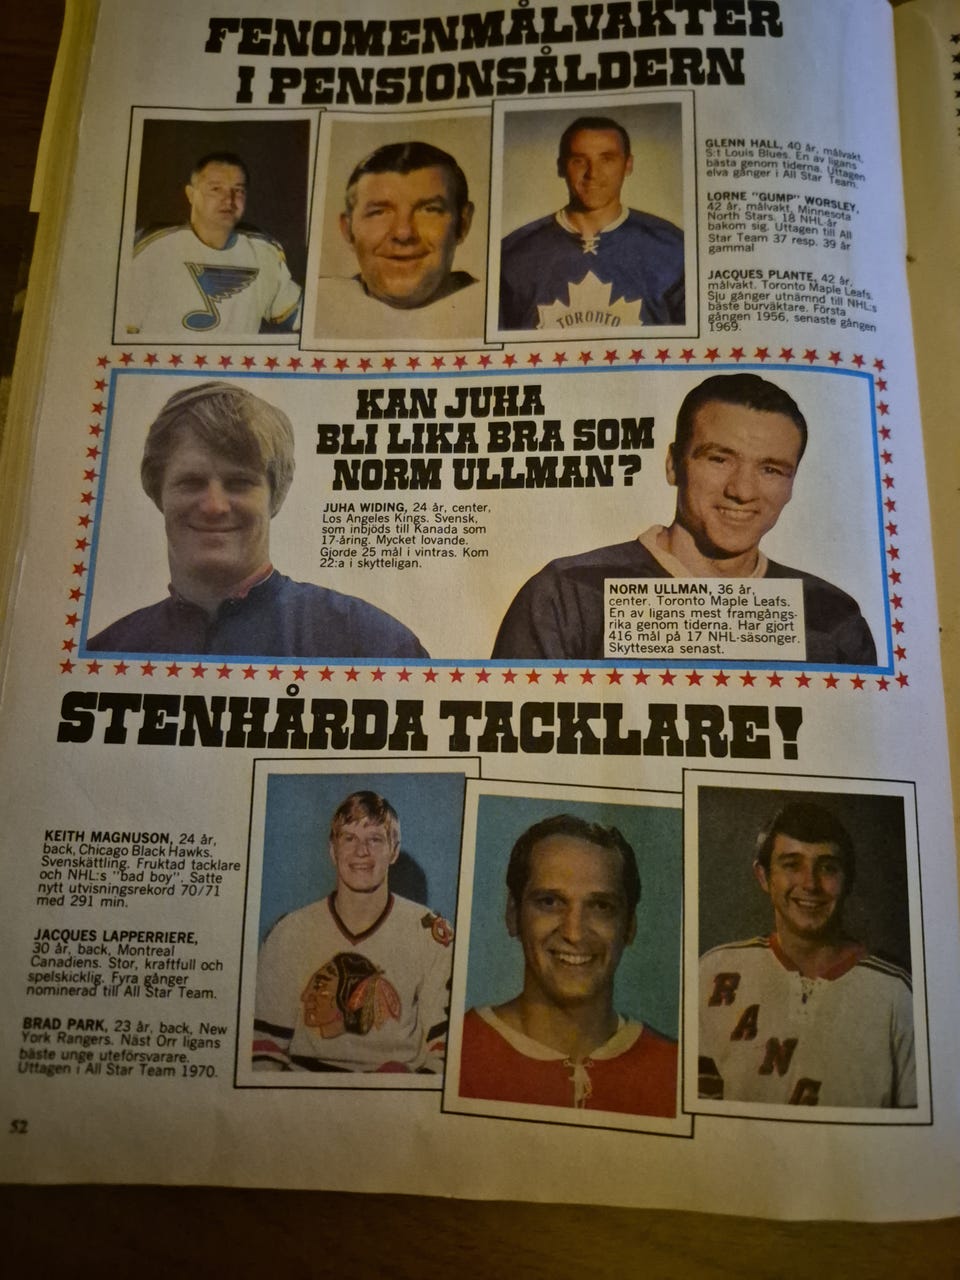 FENOMENMÅLVAKTER
I PENSIONSÅLDERN
GLENN HALL, 40 år, målvakt,
S:t Louis Blues. En av ligans
bästa genom tiderna. Uttagen
elva gånger i All Star Team.
LORNE "GUMP" WORSLEY,
42 år, målvakt, Minnesota
North Stars. 18 NHL-år
bakom sig. Uttagen till All
Star Team 37 resp. 39 år
gammal
JACQUES PLANTE, 42 år,
målvakt. Toronto Maple Leafs.
Sju gånger utnämnd till NHL:s
bäste burväktare. Första
gången 1956, senaste gången
1969.
TORONTO
KAN JUHA
BLI LIKA BRA SOM
NORM ULLMAN?
JUHA WIDING, 24 år, center,
Los Angeles Kings. Svensk,
som inbjöds till Kanada som
17-åring. Mycket lovande.
Gjorde 25 mål i vintras. Kom
22:a i skytteligan.
NORM ULLMAN, 36 år,
center, Toronto Maple Leafs.
En av ligans mest framgångs-
rika genom tiderna. Har gjort
416 mål på 17 NHL-säsonger.
Skyttesexa senast.
STENHÅRDA TACKLARE!
KEITH MAGNUSON, 24 år,
back, Chicago Black Hawks.
Svenskättling. Fruktad tacklare
och NHL:s "bad boy". Satte
nytt utvisningsrekord 70/71
med 291 min.
JACQUES LAPPERRIERE,
30 år, back, Montreal
Canadiens. Stor, kraftfull och
spelskicklig. Fyra gånger
nominerad till All Star Team.
BRAD PARK, 23 år, back, New
York Rangers. Näst Orr ligans
bäste unge uteförsvarare.
Uttagen i All Star Team 1970.
RANG
52